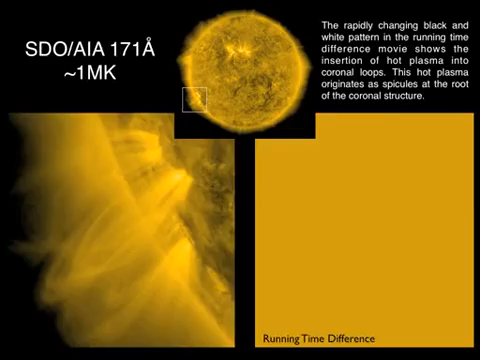 SDO/AIA 171Å
~1MK
The rapidly changing black and
white pattern in the running time
difference movie shows the
insertion of hot plasma into
coronal loops. This hot plasma
originates as spicules at the root
of the coronal structure.
Running Time Difference